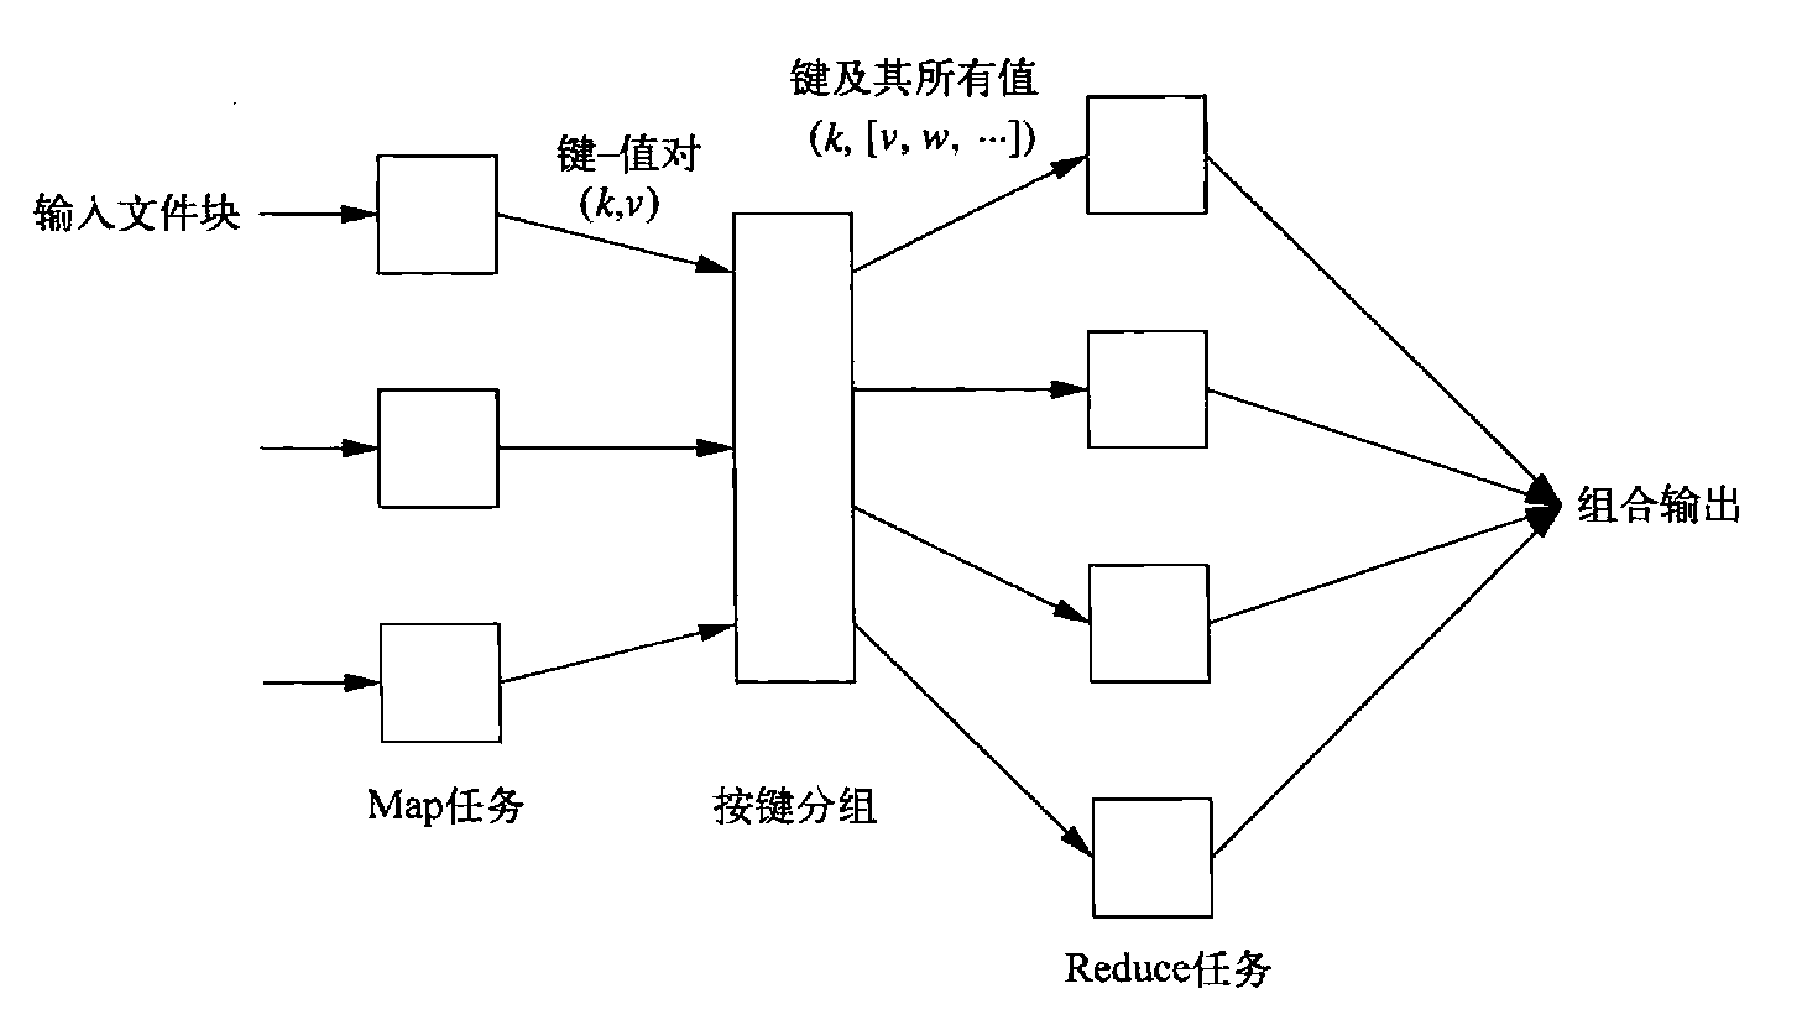 键及其所有值
(k, [v, w, ···])
键–值对
(k,v)
输入文件块
组合输出
Map任务
按键分组
Reduce任务